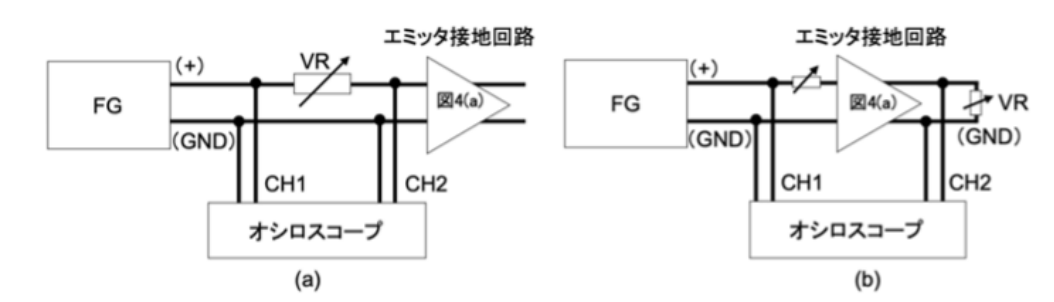 エミッタ接地回路
VR
(+)
FG
図4(a)
(GND)
CH1
CH2
オシロスコープ
(a)
エミッタ接地回路
(+)
FG
図4(a)
VR
(GND)
(GND)
CH1
CH2
オシロスコープ
(b)